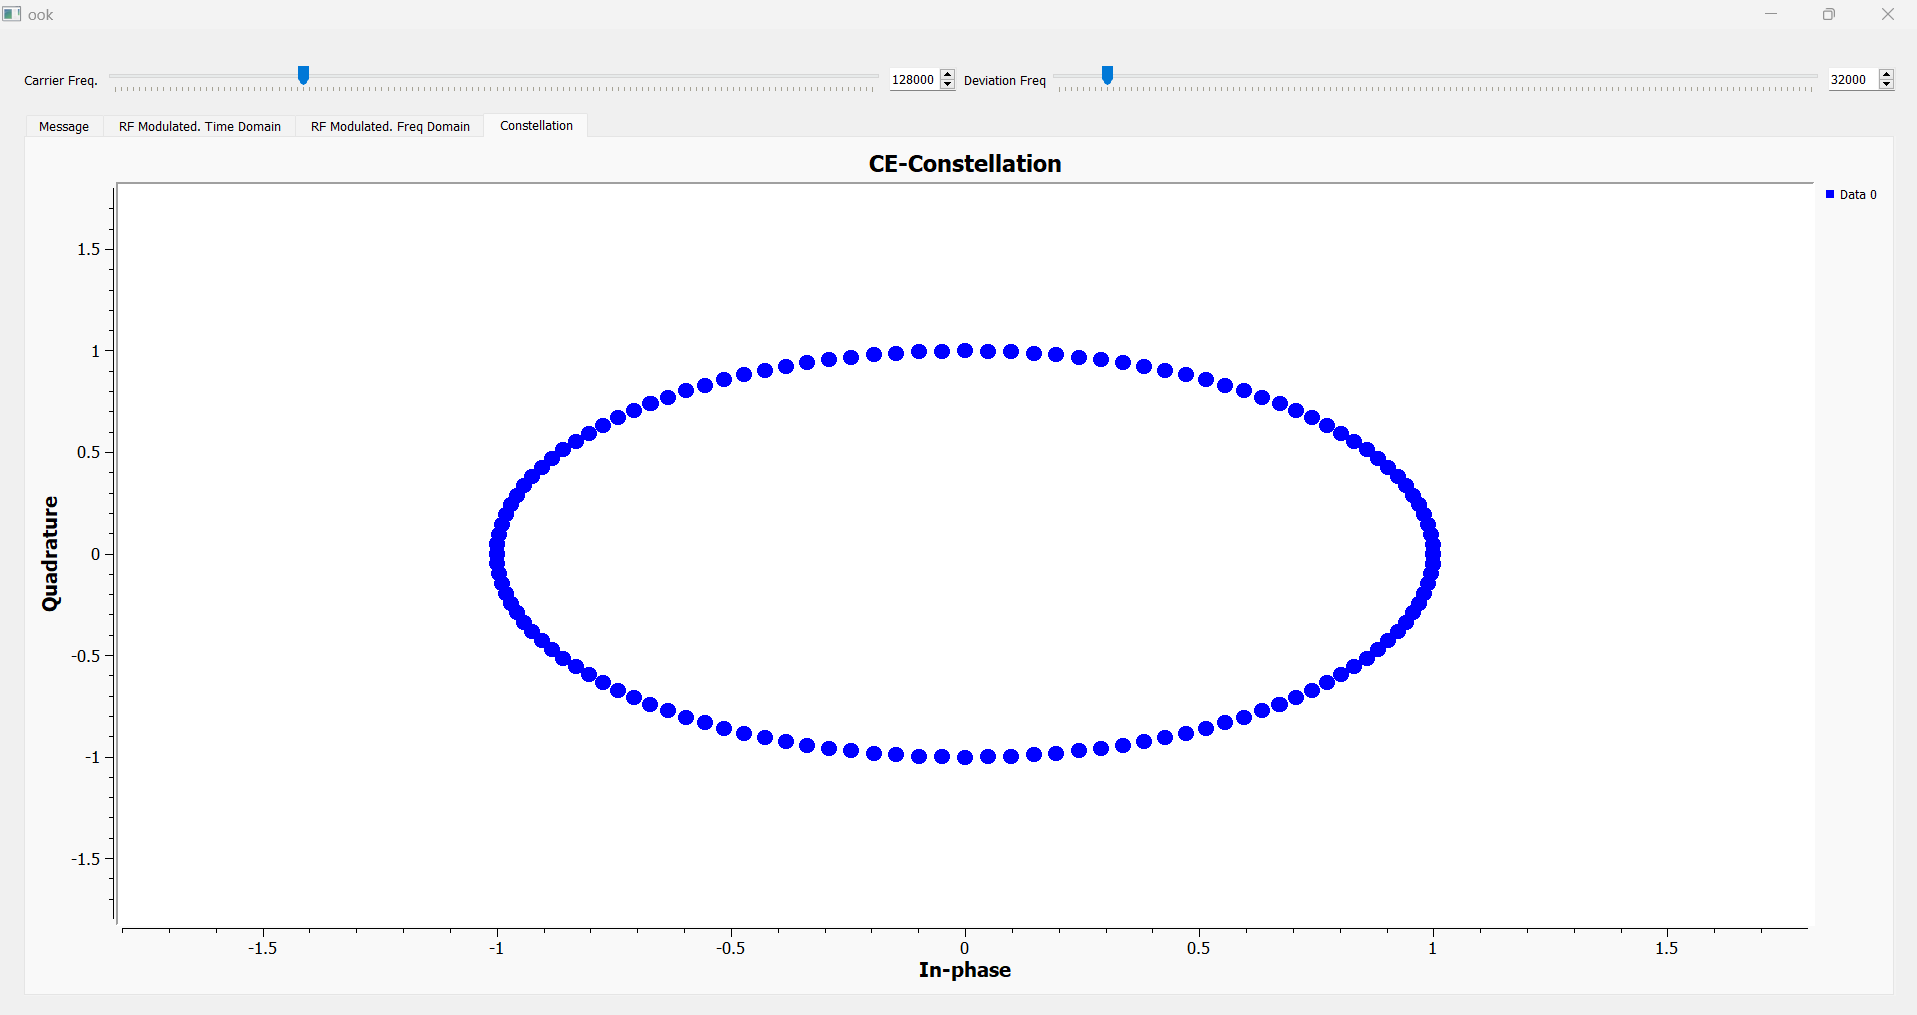 ook
Carrier Freq. 128000 Deviation Freq 32000
Message RF Modulated. Time Domain RF Modulated. Freq Domain Constellation
CE-Constellation
Data 0
1.5
1
0.5
0
-0.5
-1
-1.5
Quadrature
-1.5 -1 -0.5 0 0.5 1 1.5
In-phase